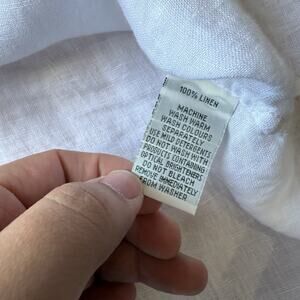 100% LINEN
MACHINE
WASH WARM
WASH COLOURS
SEPARATELY
USE MILD DETERGENTS
DO NOT WASH WITH
PRODUCTS CONTAINING
OPTICAL BRIGHTENERS
DO NOT BLEACH
REMOVE IMMEDIATELY
FROM WASHER